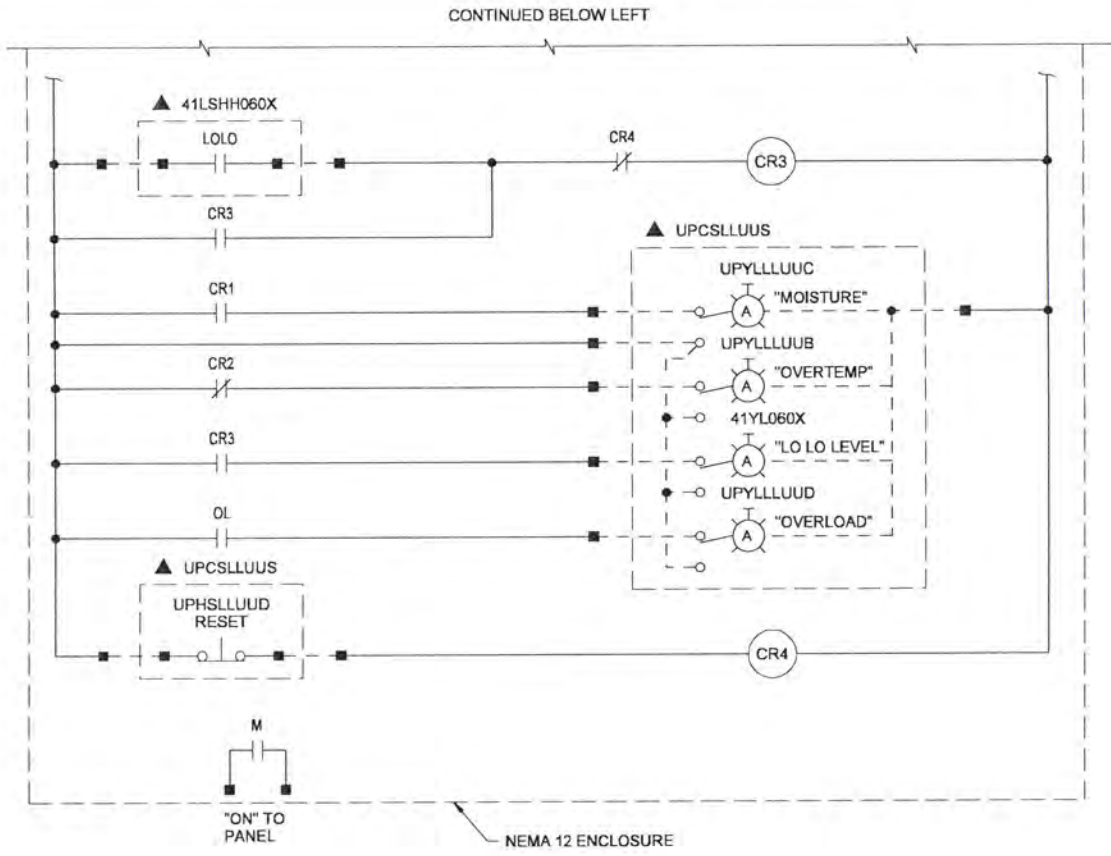 CONTINUED BELOW LEFT
41LSHH060X
LOLO
CR4
CR3
CR3
UPCSLLUUS
UPYLLLUUC
CR1
"MOISTURE"
A
UPYLLLUUB
CR2
"OVERTEMP"
A
41YL060X
CR3
"LO LO LEVEL"
A
UPYLLLUUD
OL
"OVERLOAD"
A
UPCSLLUUS
UPHSLLUUD
RESET
CR4
M
"ON" TO
PANEL
NEMA 12 ENCLOSURE